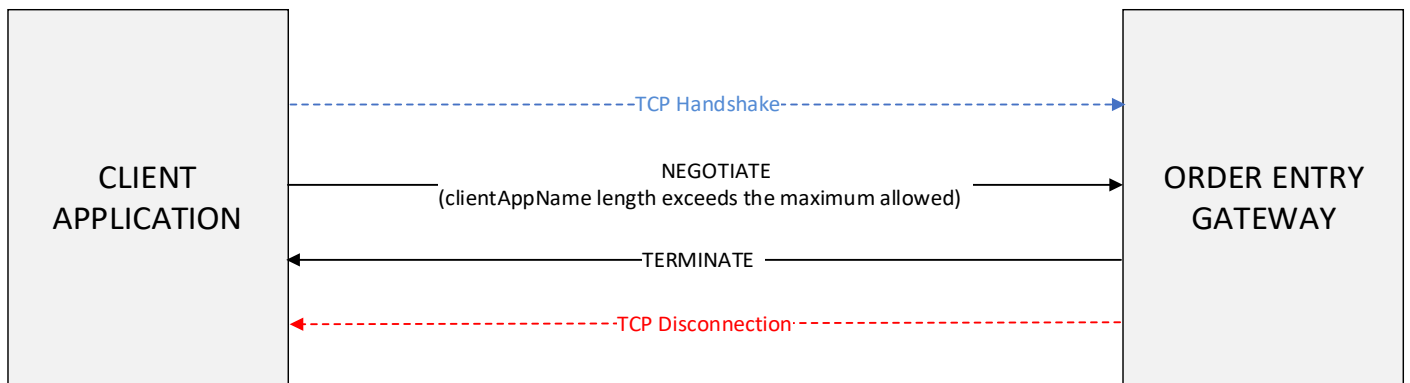 CLIENT
APPLICATION
TCP Handshake
NEGOTIATE
(clientAppName length exceeds the maximum allowed)
TERMINATE
TCP Disconnection
ORDER ENTRY
GATEWAY